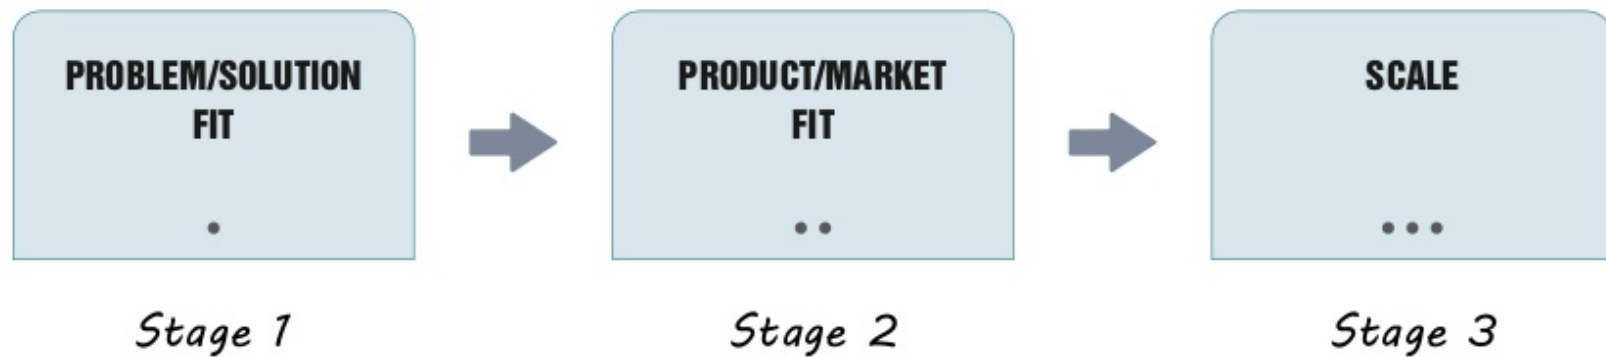 PROBLEM/SOLUTION
FIT
PRODUCT/MARKET
FIT
SCALE
Stage 1
Stage 2
Stage 3